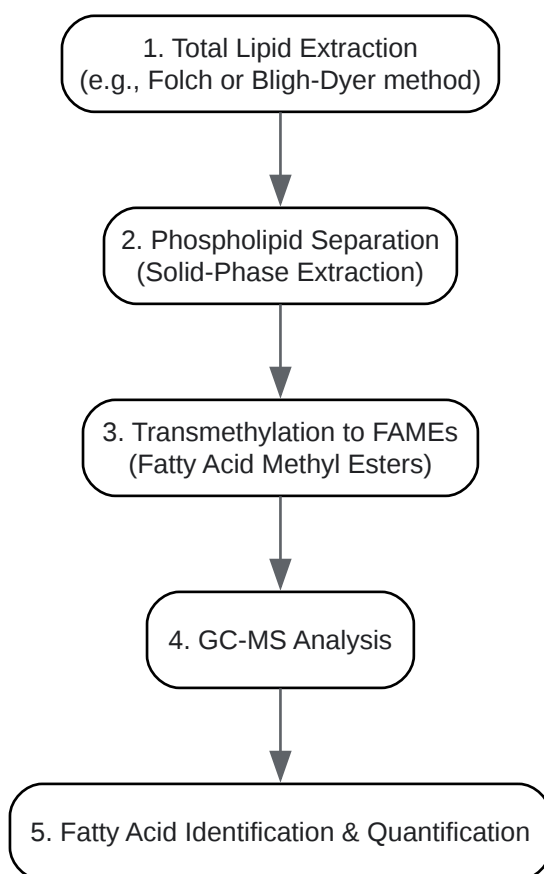 1. Total Lipid Extraction
(e.g., Folch or Bligh-Dyer method)
2. Phospholipid Separation
(Solid-Phase Extraction)
3. Transmethylation to FAMEs
(Fatty Acid Methyl Esters)
4. GC-MS Analysis
5. Fatty Acid Identification & Quantification